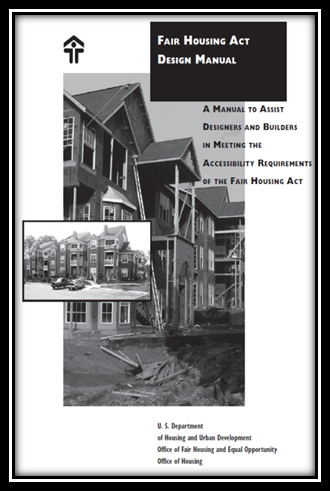 Fair Housing Act
Design Manual
A Manual to Assist
Designers and Builders
in Meeting the
Accessibility Requirements
of the Fair Housing Act
U. S. Department
of Housing and Urban Development
Office of Fair Housing and Equal Opportunity
Office of Housing